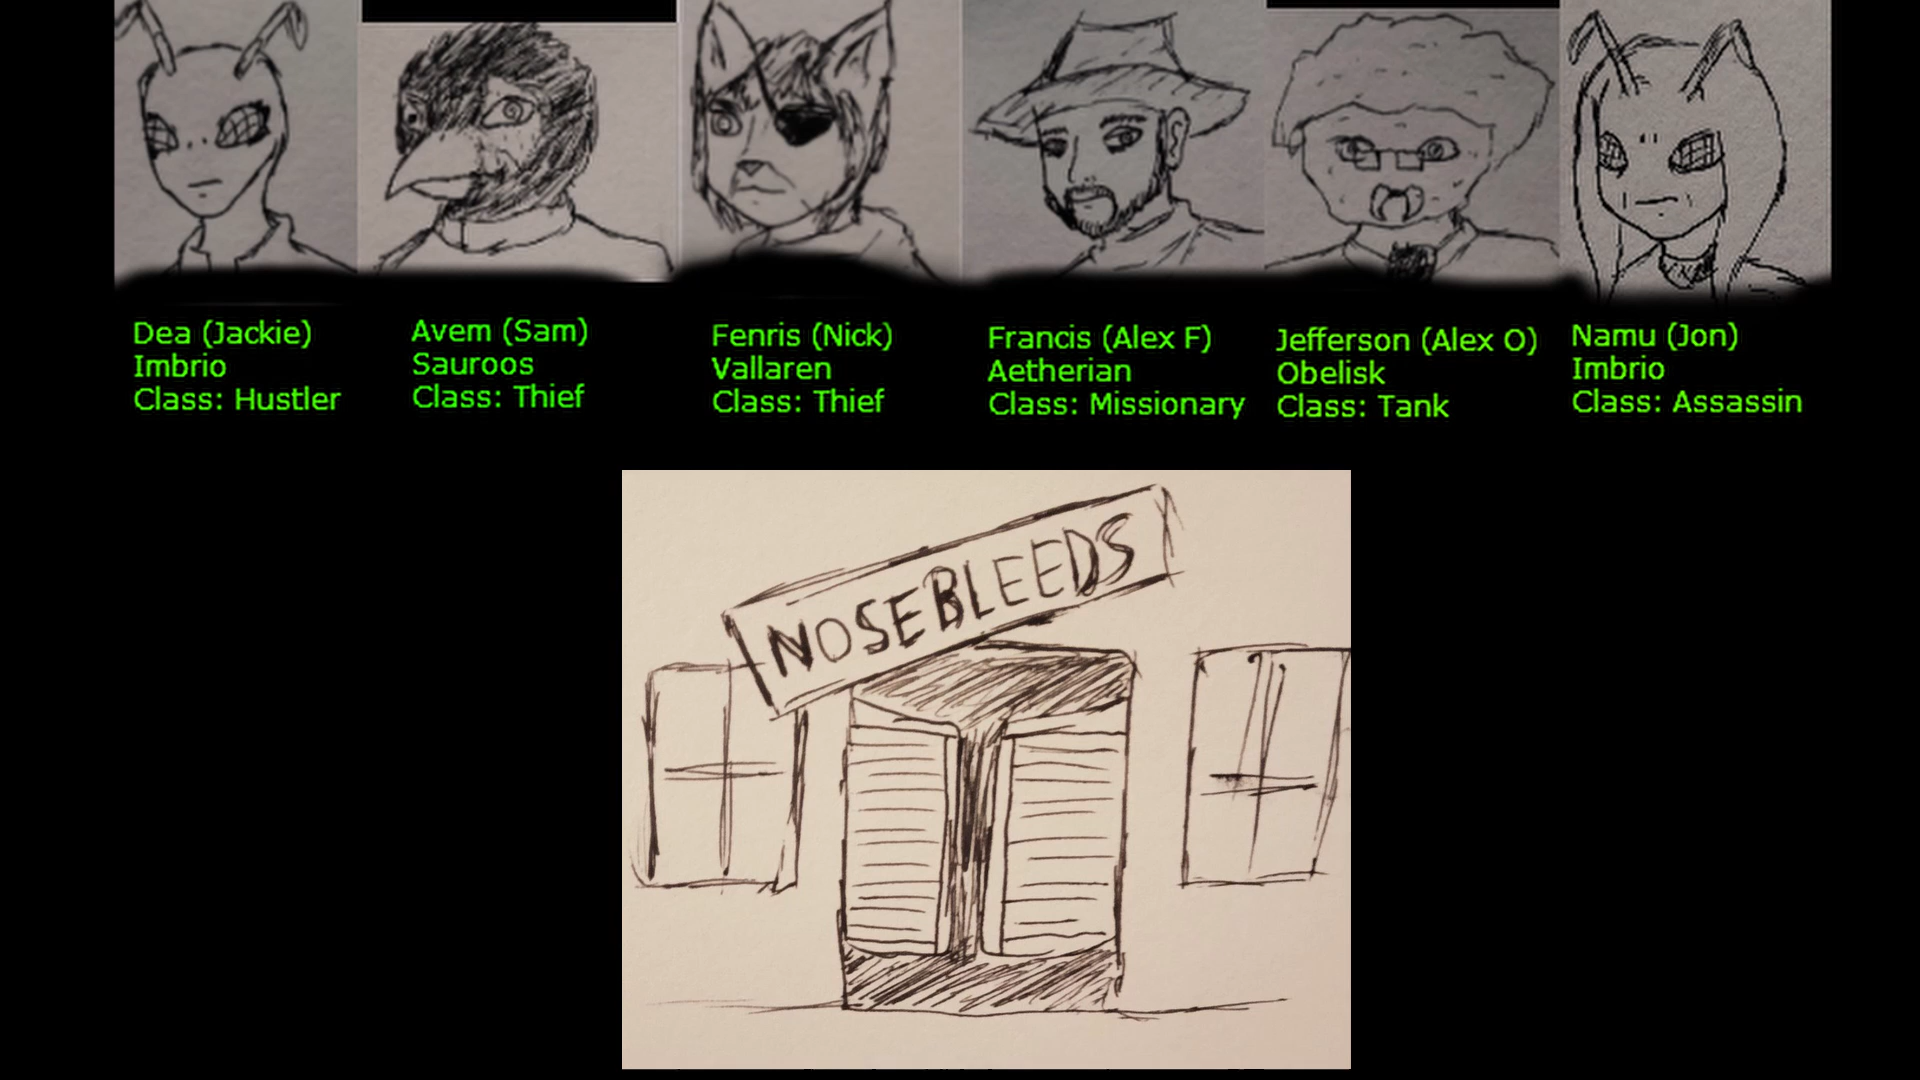 Dea (Jackie)
Imbrio
Class: Hustler
Avem (Sam)
Sauroos
Class: Thief
Fenris (Nick)
Vallaren
Class: Thief
Francis (Alex F)
Aetherian
Class: Missionary
Jefferson (Alex O)
Obelisk
Class: Tank
Namu (Jon)
Imbrio
Class: Assassin
NOSEBLEEDS